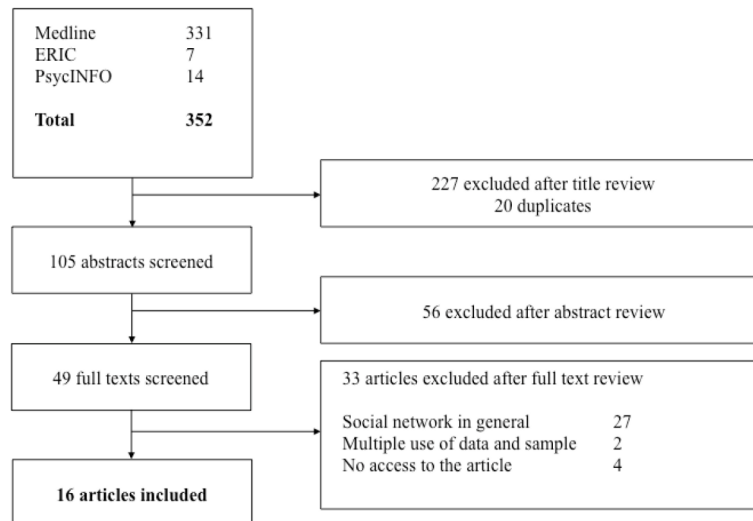 Medline 331
ERIC 7
PsycINFO 14
Total 352
227 excluded after title review
20 duplicates
105 abstracts screened
56 excluded after abstract review
49 full texts screened
33 articles excluded after full text review
Social network in general 27
Multiple use of data and sample 2
No access to the article 4
16 articles included